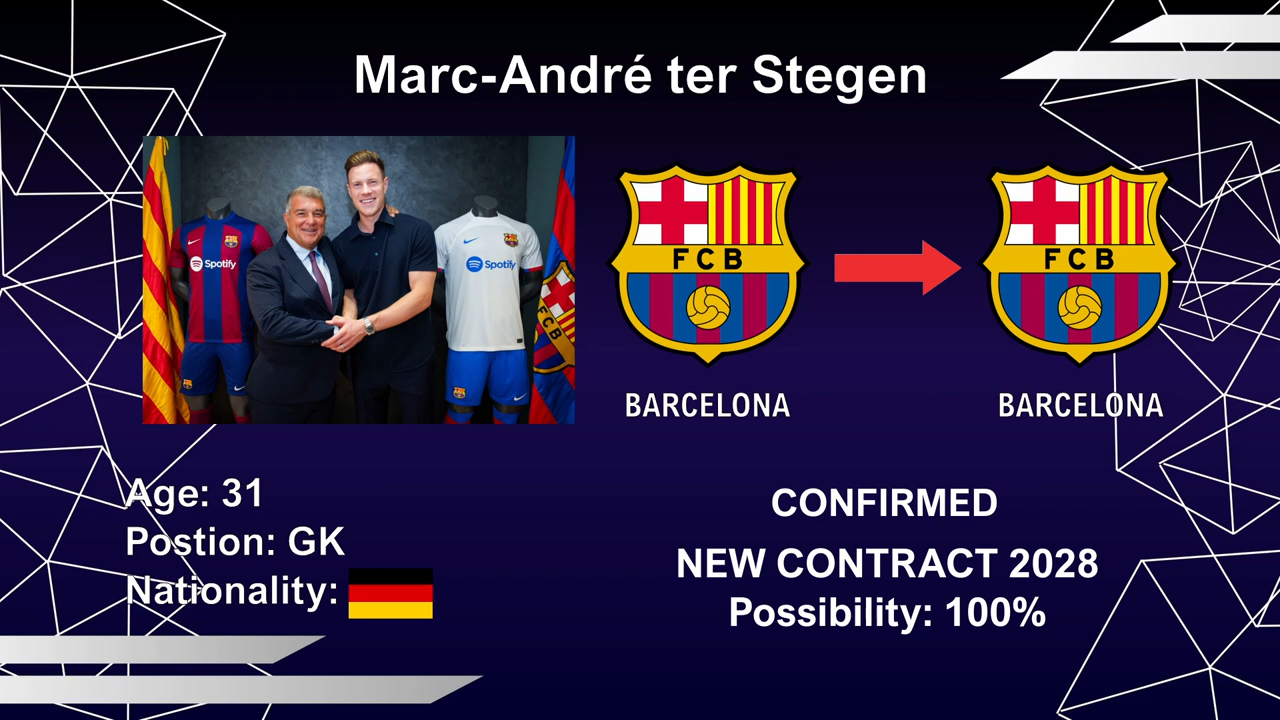 Marc-André ter Stegen
Spotify
Spotify
FCB
FCB
FCB
BARCELONA
BARCELONA
Age: 31
Postion: GK
Nationality:
CONFIRMED
NEW CONTRACT 2028
Possibility: 100%